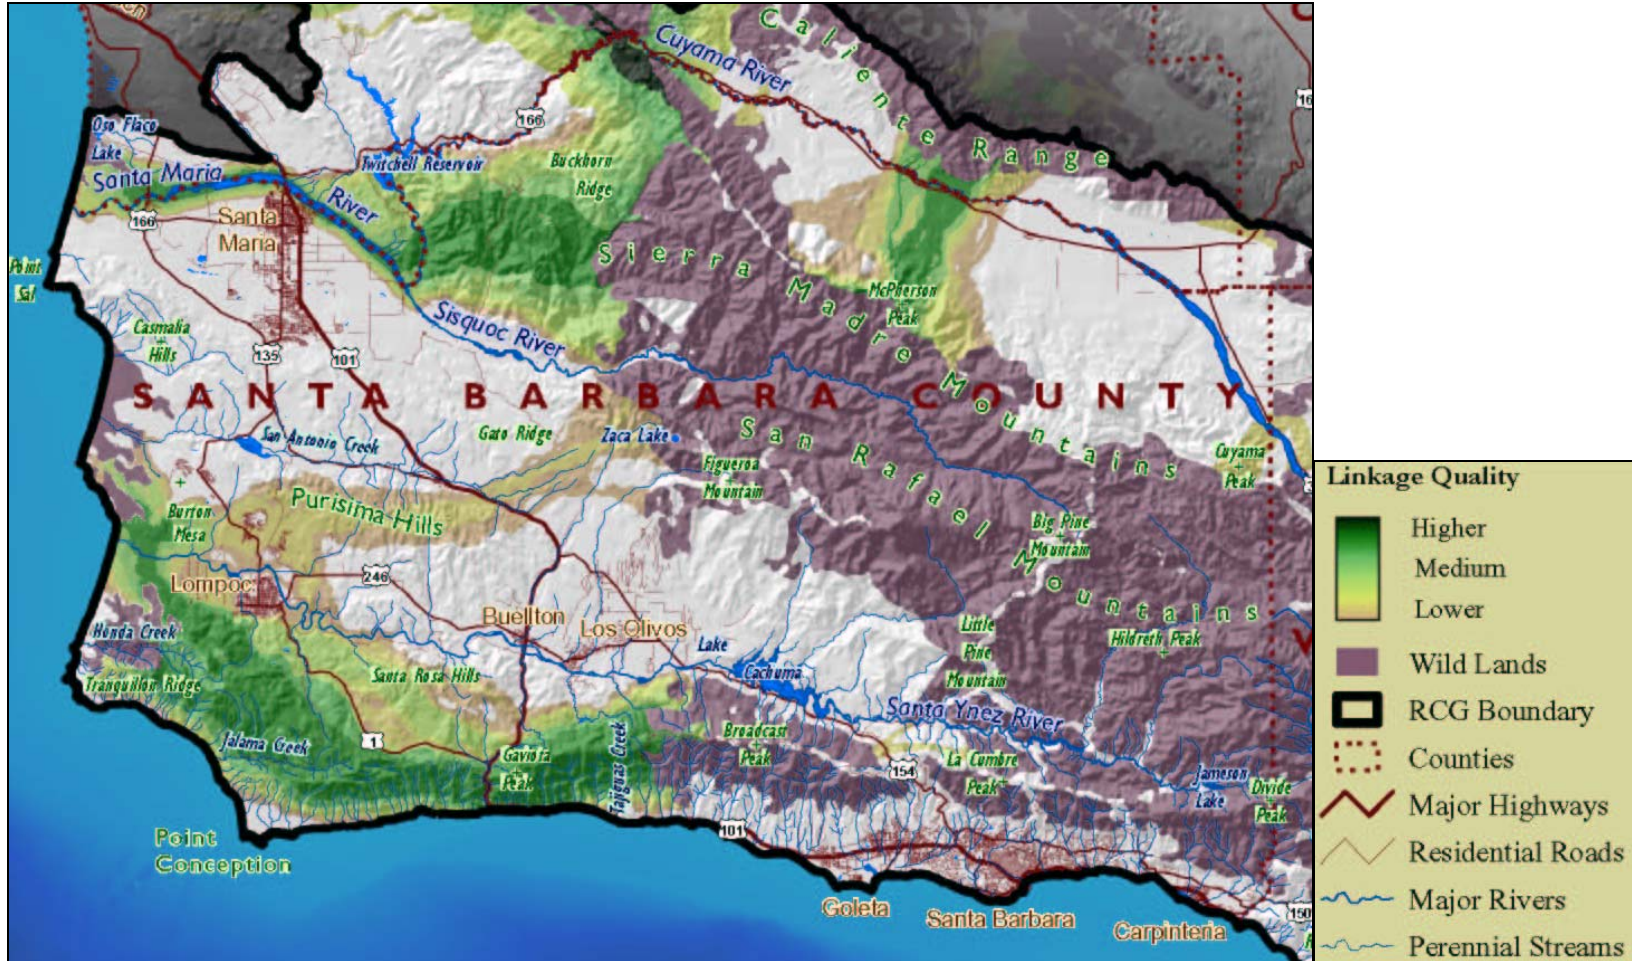 Caliente Range
Cuyama River
166
Oso Flaco
Lake
Twitchell Reservoir
Buckhorn
Ridge
Santa Maria
River
166
Santa
Maria
Sierra Madre Mountains
Point
Sal
McPherson
Peak
Sisquoc River
Casmalia
Hills
135
101
SANTA BARBARA COUNTY
San Antonio Creek
Gato Ridge
Zaca Lake
San Rafael Mountains
Figueroa
Mountain
Cuyama
Peak
Purisima Hills
Burton
Mesa
Big Pine
Mountain
Lompoc
246
Buellton
Los Olivos
Little
Pine
Mountain
Hildreth Peak
Honda Creek
Tranquillon Ridge
Santa Rosa Hills
Lake
Cachuma
Santa Ynez River
Jalama Creek
1
Gaviota
Peak
Tajiguas Creek
Broadcast
Peak
154
La Cumbre
Peak
Jameson
Lake
Divide
Peak
Point
Conception
101
Goleta
Santa Barbara
Carpinteria
150
Linkage Quality
Higher
Medium
Lower
Wild Lands
RCG Boundary
Counties
Major Highways
Residential Roads
Major Rivers
Perennial Streams